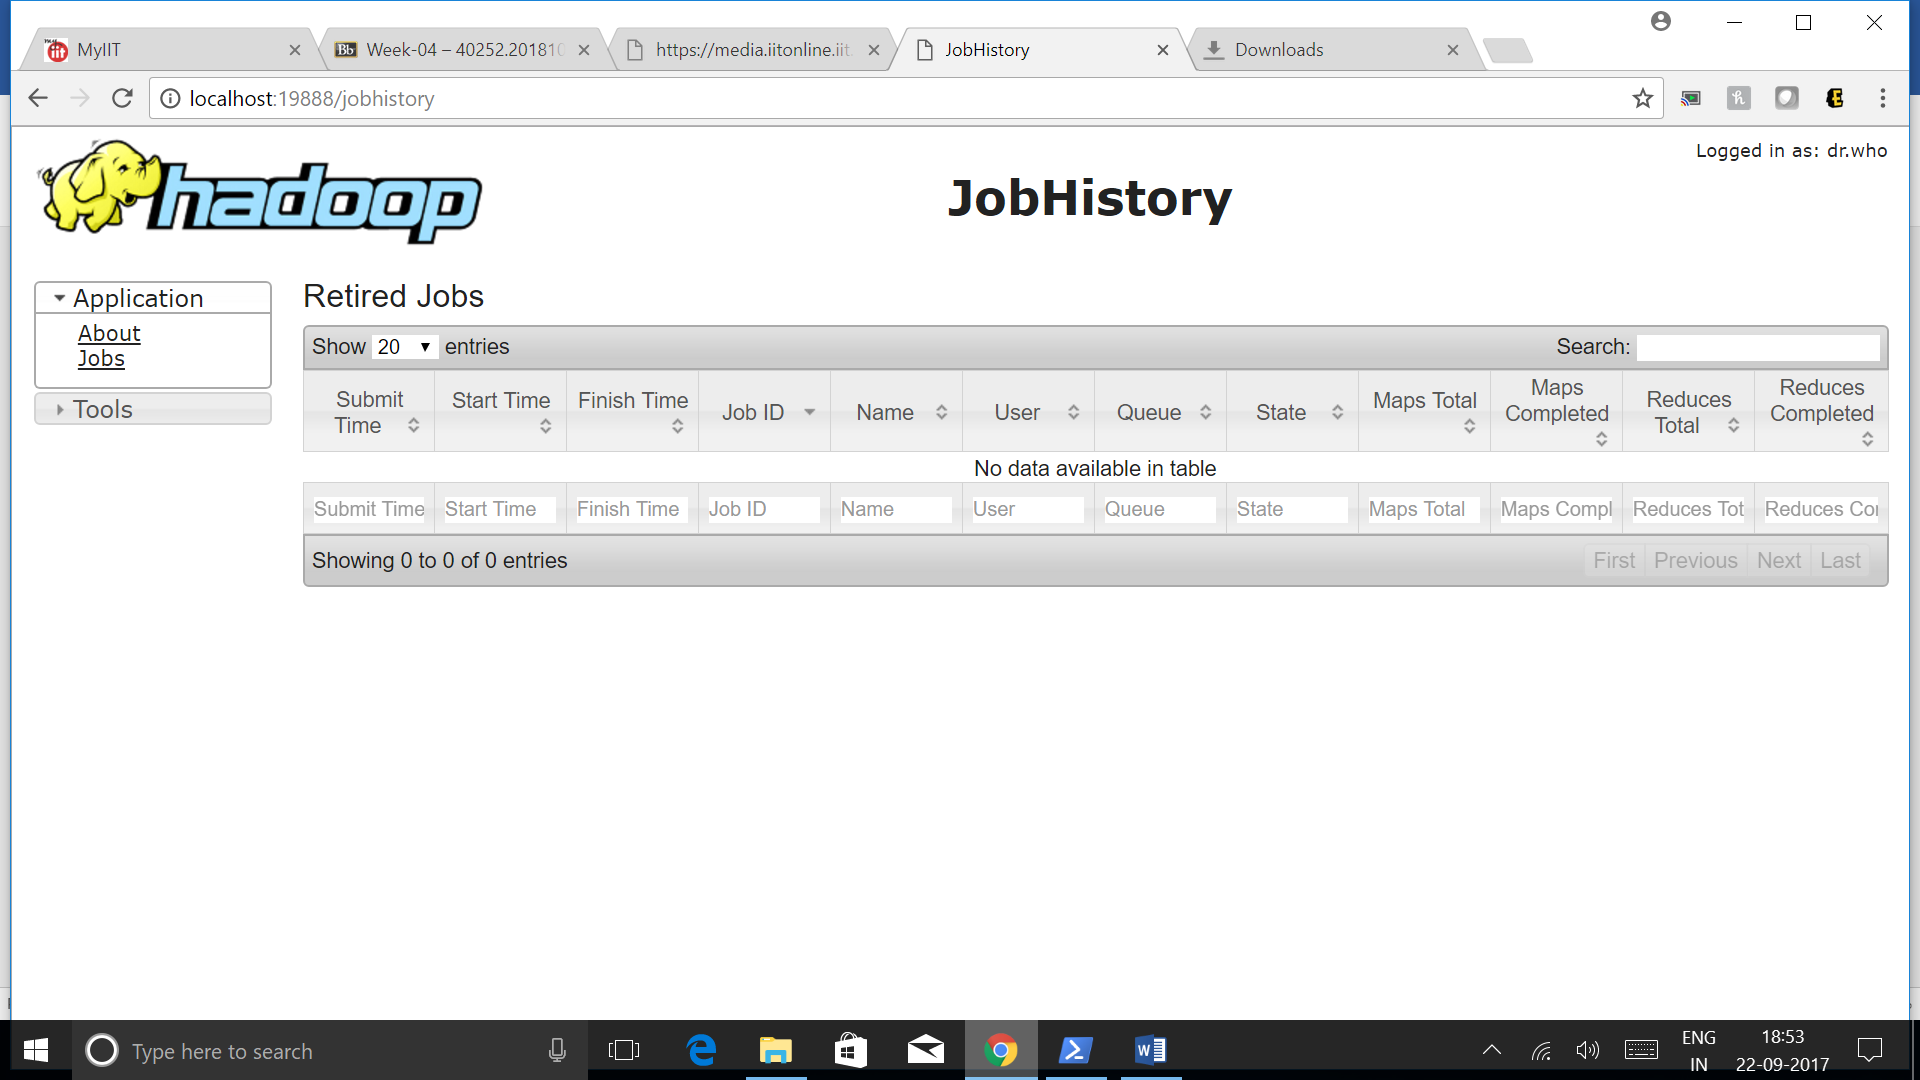 MyIIT
Week-04 – 40252.20181
https://media.iitonline.iit.
JobHistory
Downloads
localhost:19888/jobhistory
Logged in as: dr.who
hadoop
JobHistory
Application
About
Jobs
Tools
Retired Jobs
Show 20 entries
Search:
Submit Time
Start Time
Finish Time
Job ID
Name
User
Queue
State
Maps Total
Maps Completed
Reduces Total
Reduces Completed
No data available in table
Submit Time
Start Time
Finish Time
Job ID
Name
User
Queue
State
Maps Total
Maps Compl
Reduces Tot
Reduces Co
Showing 0 to 0 of 0 entries
First Previous Next Last
Type here to search
ENG
IN
18:53
22-09-2017